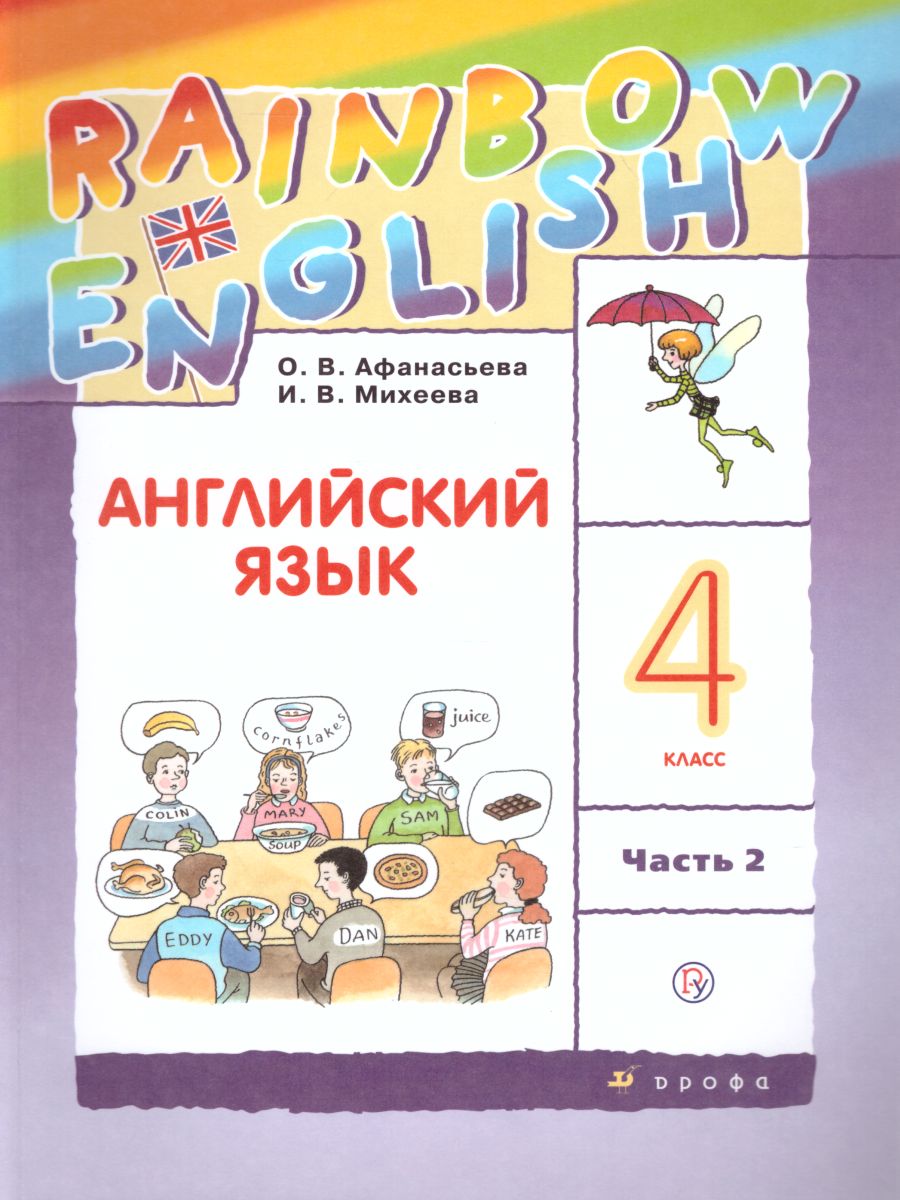 RAINBOW
ENGLISH
О. В. Афанасьева
И. В. Михеева
АНГЛИЙСКИЙ
ЯЗЫК
4
КЛАСС
cornflakes
juice
COLIN
MARY
SAM
soup
EDDY
DAN
KATE
Часть 2
РУ
дрофа